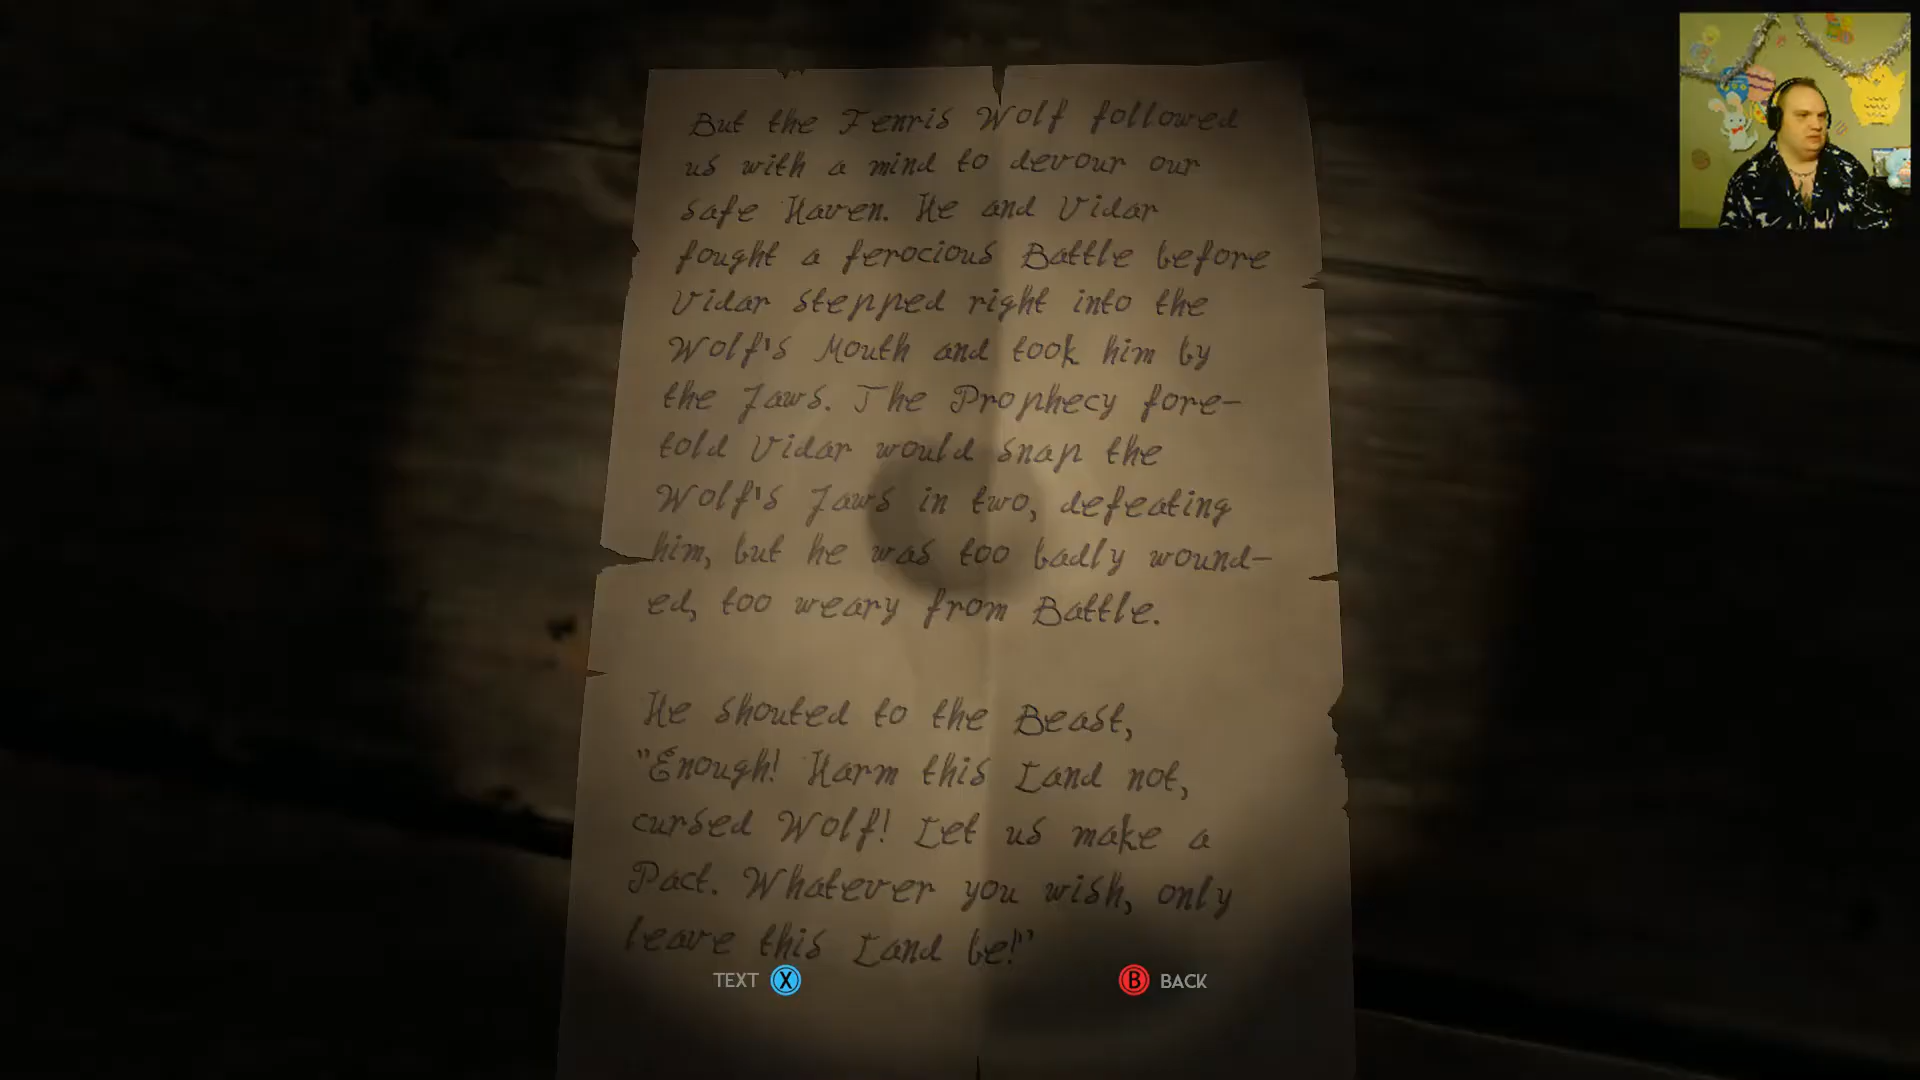 But the Fenris Wolf followed
us with a mind to devour our
safe Haven. He and Vidar
fought a ferocious Battle before
Vidar stepped right into the
Wolf's Mouth and took him by
the Jaws. The Prophecy fore-
told Vidar would snap the
Wolf's Jaws in two, defeating
him, but he was too badly wound-
ed, too weary from Battle.
He shouted to the Beast,
"Enough! Harm this Land not,
cursed Wolf! Let us make a
Pact. Whatever you wish, only
leave this Land be!"
TEXT X
B BACK